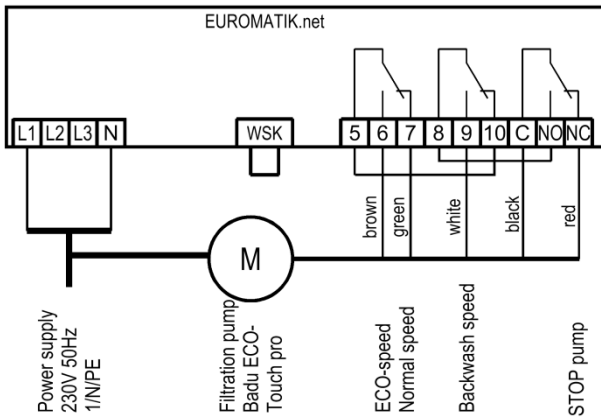 EUROMATIK.net
L1 L2 L3 N
WSK
5 6 7 8 9 10 C NO NC
brown
green
white
black
red
M
Power supply
230V 50Hz
1/N/PE
Filtration pump
Badu ECO-
Touch pro
ECO-speed
Normal speed
Backwash speed
STOP pump